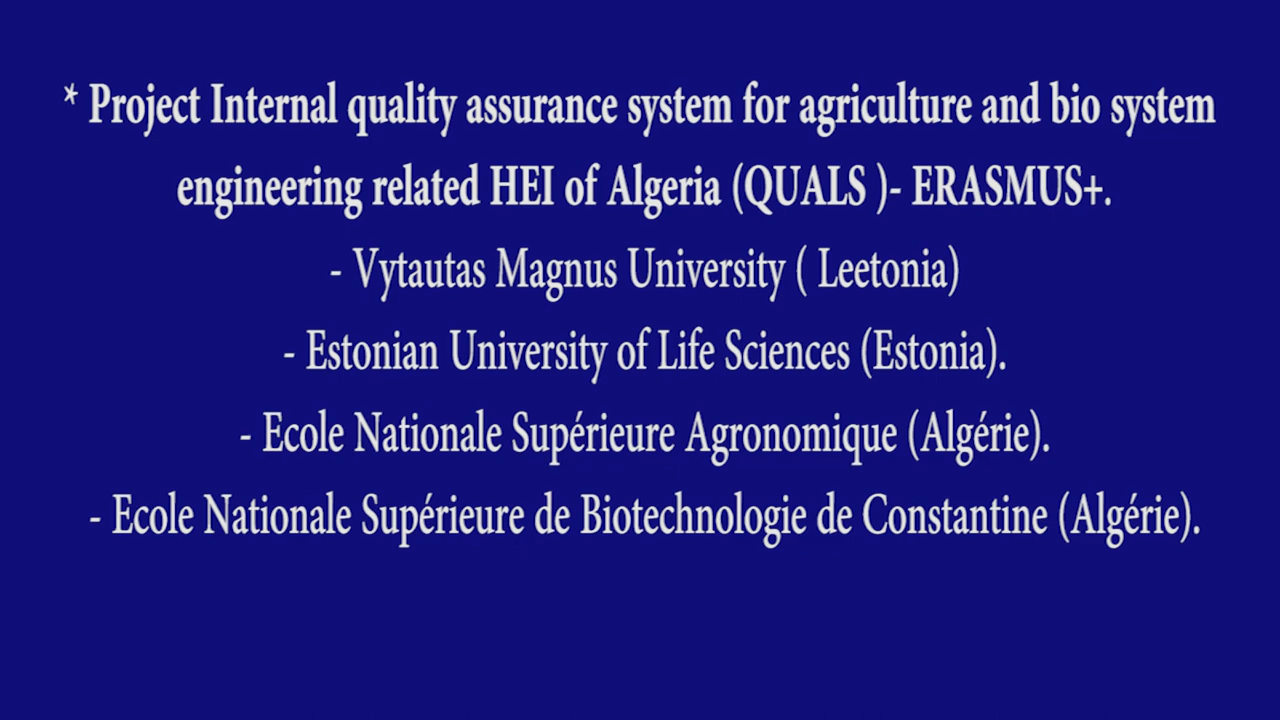 * Project Internal quality assurance system for agriculture and bio system
engineering related HEI of Algeria (QUALS )- ERASMUS+.
- Vytautas Magnus University ( Leetonia)
- Estonian University of Life Sciences (Estonia).
- Ecole Nationale Supérieure Agronomique (Algérie).
- Ecole Nationale Supérieure de Biotechnologie de Constantine (Algérie).